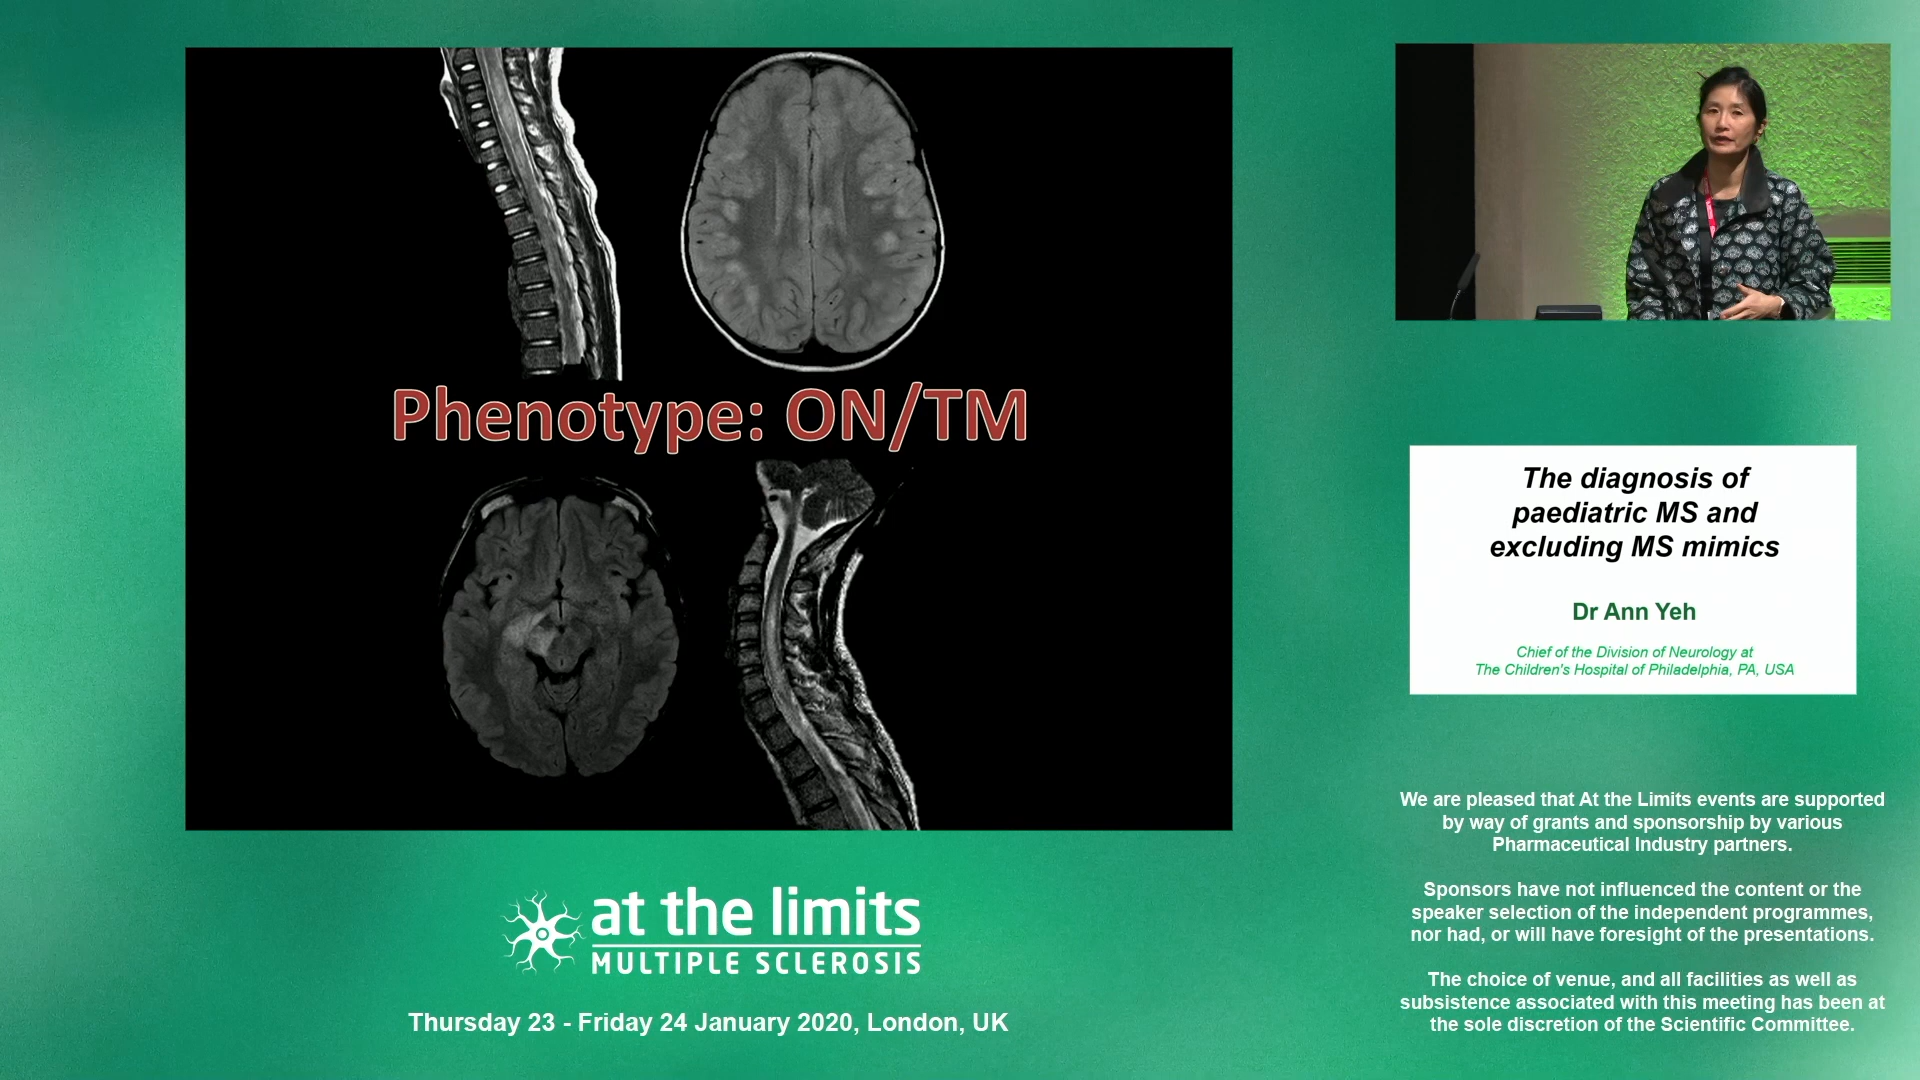 Phenotype: ON/TM
at the limits
MULTIPLE SCLEROSIS
Thursday 23 - Friday 24 January 2020, London, UK
The diagnosis of
paediatric MS and
excluding MS mimics
Dr Ann Yeh
Chief of the Division of Neurology at
The Children's Hospital of Philadelphia, PA, USA
We are pleased that At the Limits events are supported
by way of grants and sponsorship by various
Pharmaceutical Industry partners.
Sponsors have not influenced the content or the
speaker selection of the independent programmes,
nor had, or will have foresight of the presentations.
The choice of venue, and all facilities as well as
subsistence associated with this meeting has been at
the sole discretion of the Scientific Committee.